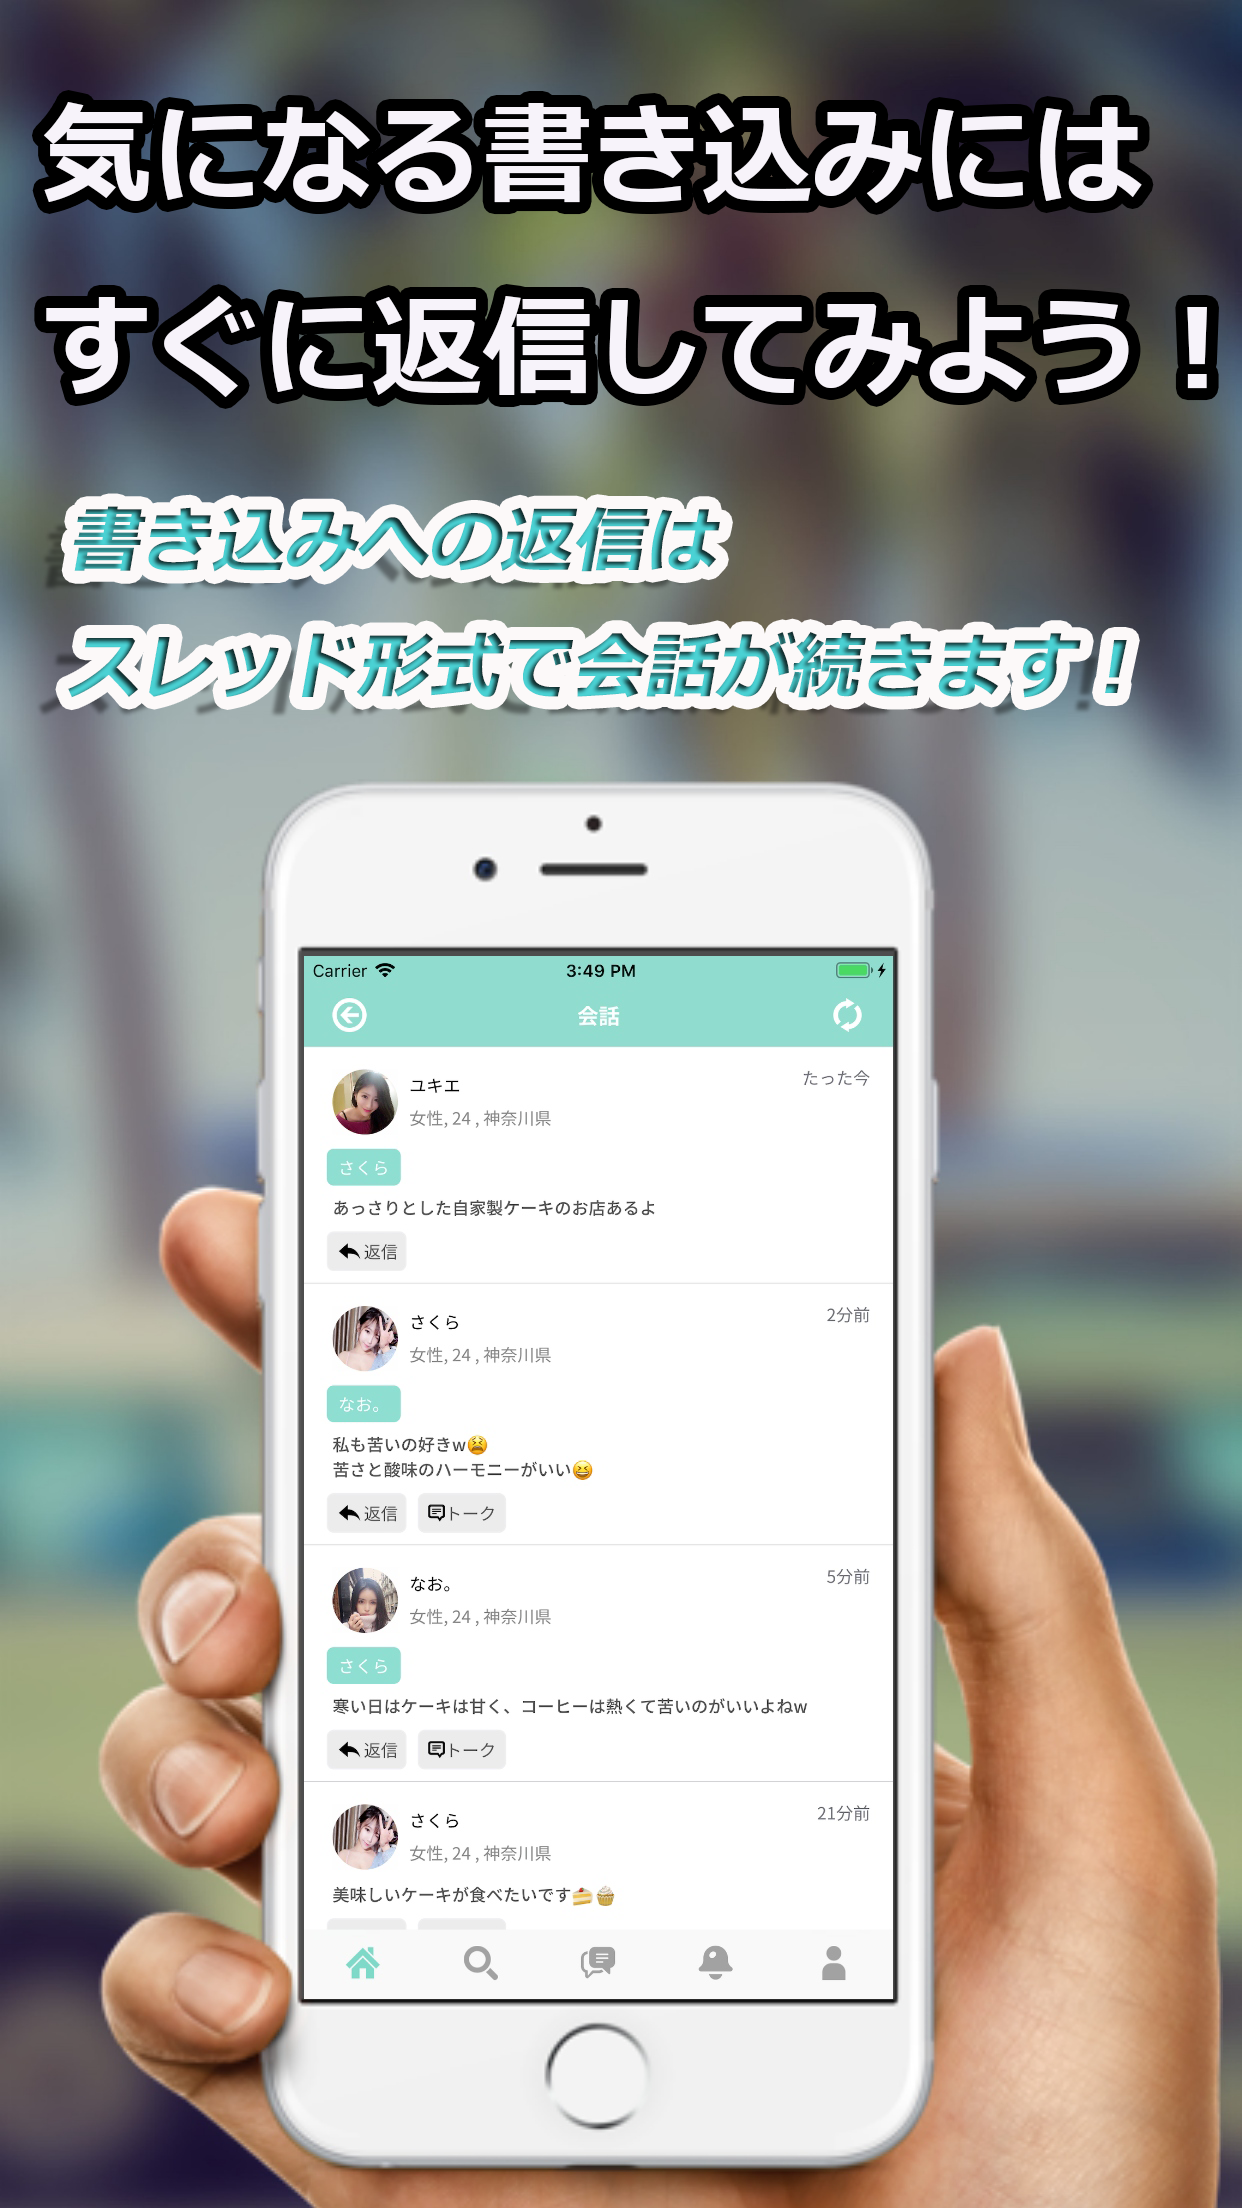 気になる書き込みには
すぐに返信してみよう！
書き込みへの返信は
スレッド形式で会話が続きます！
Carrier 3:49 PM
会話
ユキエ たった今
女性, 24 , 神奈川県
さくら
あっさりとした自家製ケーキのお店あるよ
返信
さくら 2分前
女性, 24 , 神奈川県
なお。
私も苦いの好きw😫
苦さと酸味のハーモニーがいい😆
返信 トーク
なお。 5分前
女性, 24 , 神奈川県
さくら
寒い日はケーキは甘く、コーヒーは熱くて苦いのがいいよねw
返信 トーク
さくら 21分前
女性, 24 , 神奈川県
美味しいケーキが食べたいです🍰🧁